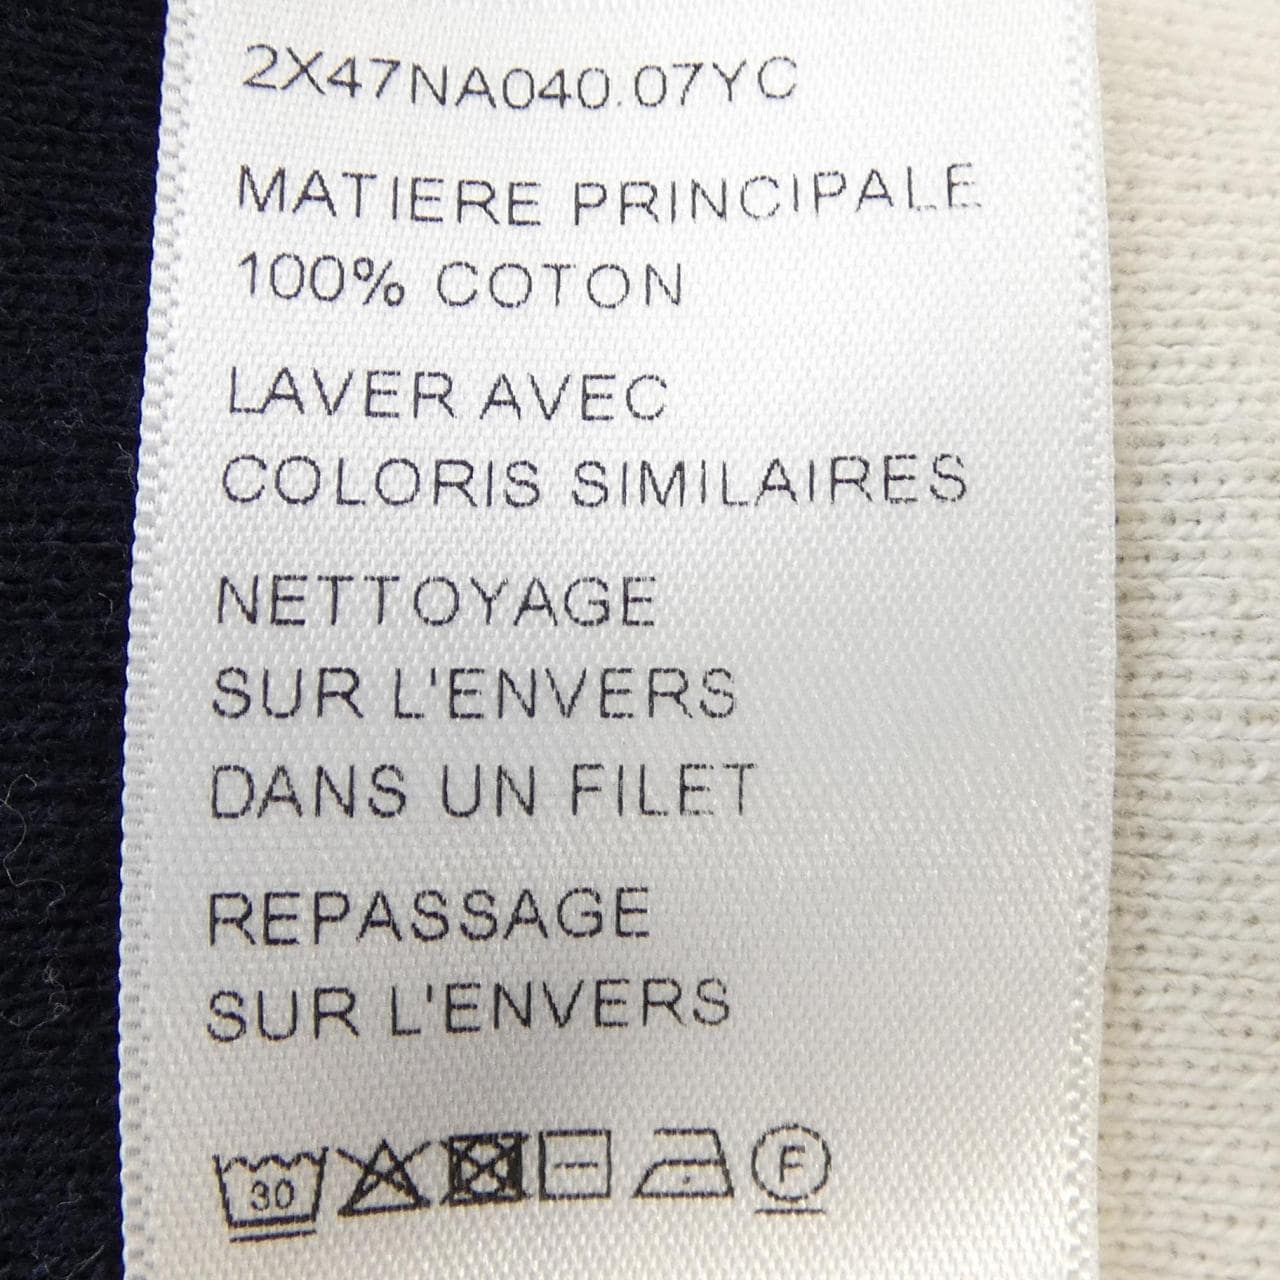 2X47NA040.07YC
MATIERE PRINCIPALE
100% COTON
LAVER AVEC
COLORIS SIMILAIRES
NETTOYAGE
SUR L'ENVERS
DANS UN FILET
REPASSAGE
SUR L'ENVERS
30 F